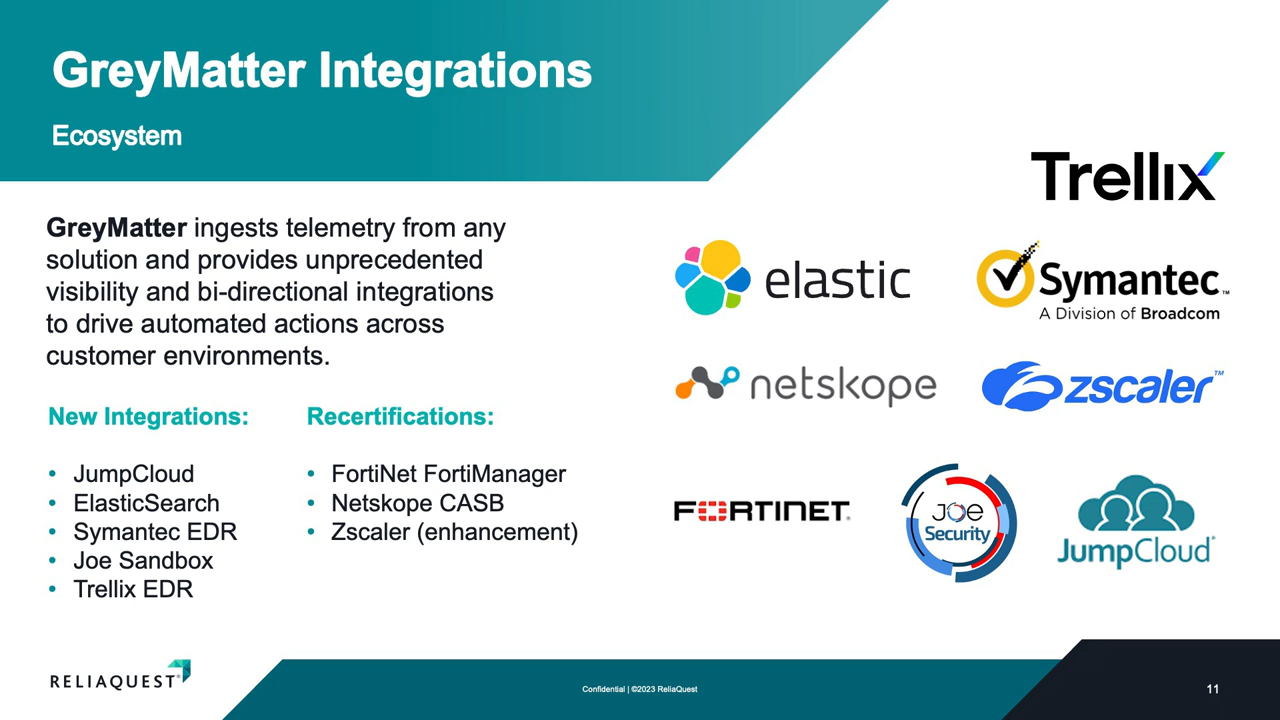 GreyMatter Integrations
Ecosystem
GreyMatter ingests telemetry from any
solution and provides unprecedented
visibility and bi-directional integrations
to drive automated actions across
customer environments.
New Integrations:
• JumpCloud
• ElasticSearch
• Symantec EDR
• Joe Sandbox
• Trellix EDR
Recertifications:
• FortiNet FortiManager
• Netskope CASB
• Zscaler (enhancement)
Trellix
elastic
Symantec™
A Division of Broadcom
netskope
zscaler™
FORTINET®
JOE
Security
JumpCloud®
RELIAQUEST®
Confidential | ©2023 ReliaQuest
11